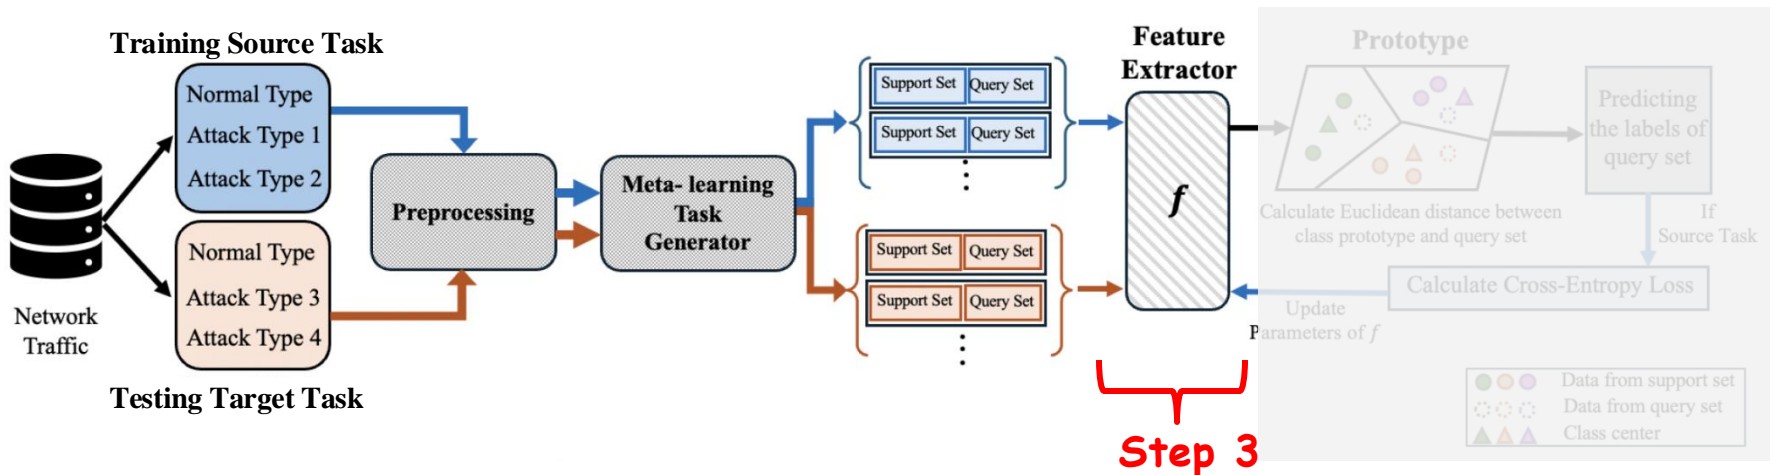 Training Source Task
Normal Type
Attack Type 1
Attack Type 2
Normal Type
Attack Type 3
Attack Type 4
Testing Target Task
Network
Traffic
Preprocessing
Meta- learning
Task
Generator
Support Set Query Set
Support Set Query Set
Support Set Query Set
Support Set Query Set
Feature
Extractor
f
Step 3
Prototype
Calculate Euclidean distance between
class prototype and query set
Predicting
the labels of
query set
If
Source Task
Calculate Cross-Entropy Loss
Update
Parameters of f
Data from support set
Data from query set
Class center